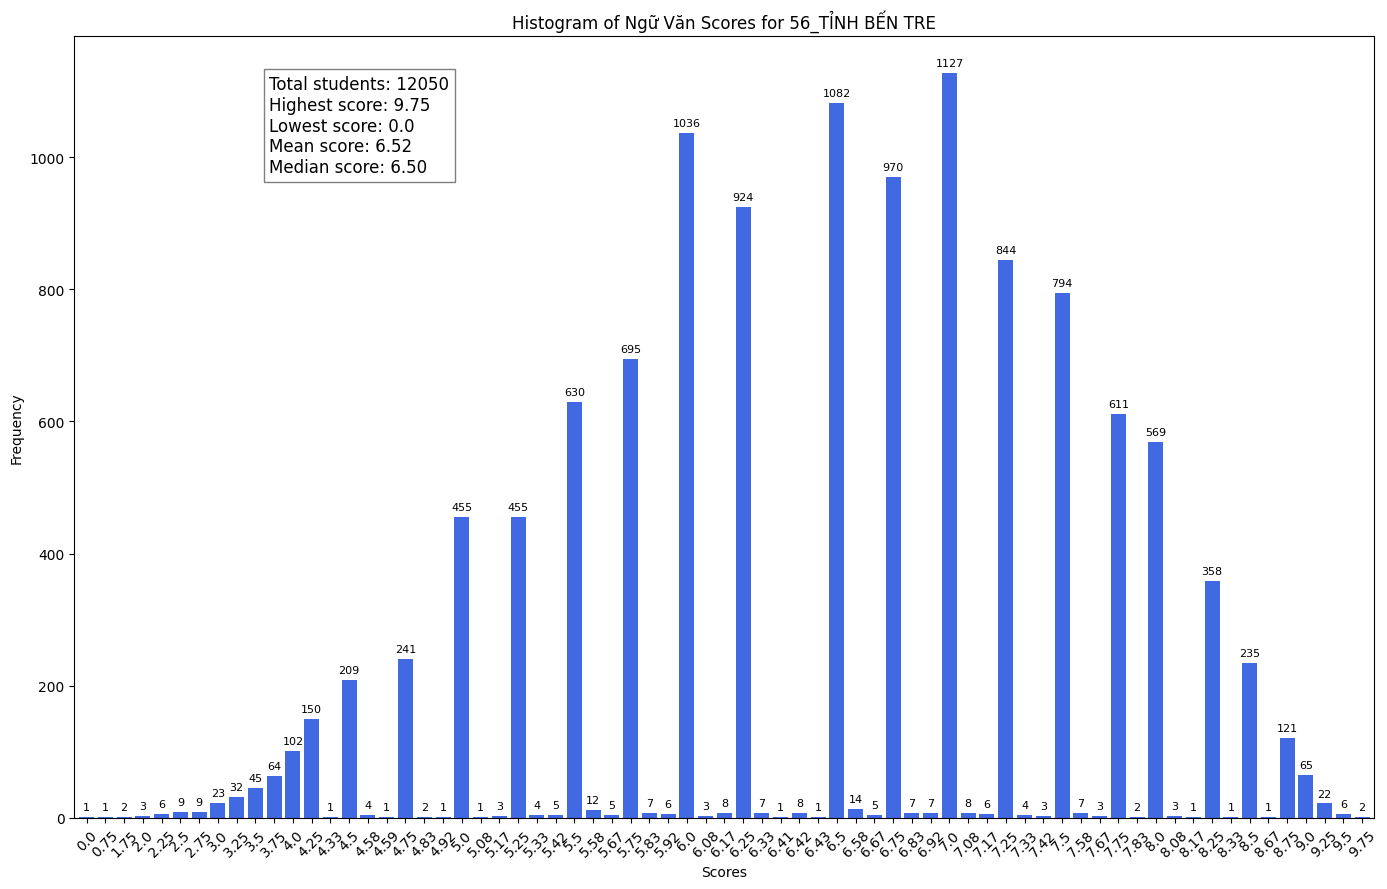 Histogram of Ngữ Văn Scores for 56_TỈNH BẾN TRE
Total students: 12050
Highest score: 9.75
Lowest score: 0.0
Mean score: 6.52
Median score: 6.50
Frequency
1000
800
600
400
200
0
1 1 2 3 6 9 9 23 32 45 64 102 150 1 209 4 1 241 2 1 455 1 3 455 4 5 630 12 5 695 7 6 1036 3 8 924 7 1 8 1 1082 14 5 970 7 7 1127 8 6 844 4 3 794 7 3 611 2 569 3 1 358 1 235 1 121 65 22 6 2
0.0 0.75 1.75 2.0 2.25 2.5 2.75 3.0 3.25 3.5 3.75 4.0 4.25 4.33 4.5 4.58 4.59 4.75 4.83 4.92 5.0 5.08 5.17 5.25 5.33 5.42 5.5 5.58 5.67 5.75 5.83 5.92 6.0 6.08 6.17 6.25 6.33 6.41 6.42 6.43 6.5 6.58 6.67 6.75 6.83 6.92 7.0 7.08 7.17 7.25 7.33 7.42 7.5 7.58 7.67 7.75 7.83 8.0 8.08 8.17 8.25 8.33 8.5 8.67 8.75 9.0 9.25 9.5 9.75
Scores